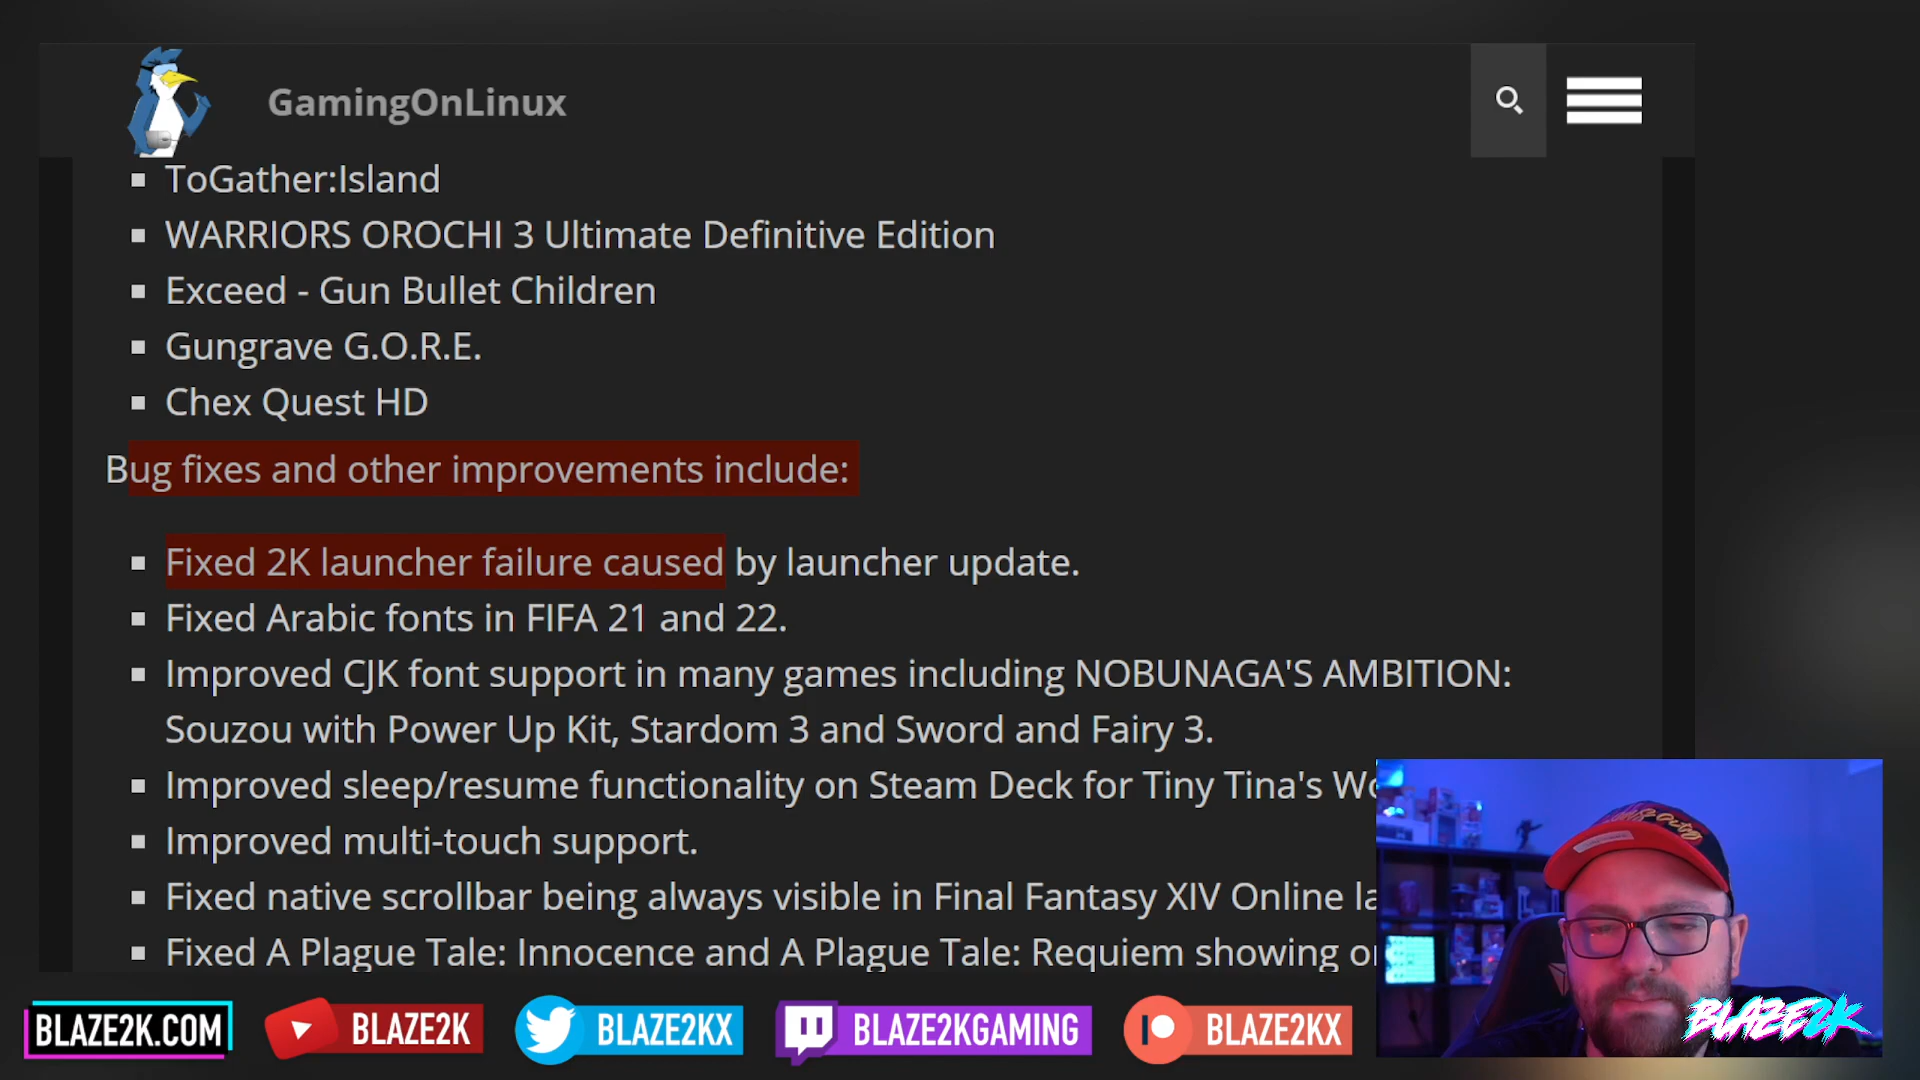 GamingOnLinux
ToGather:Island
WARRIORS OROCHI 3 Ultimate Definitive Edition
Exceed - Gun Bullet Children
Gungrave G.O.R.E.
Chex Quest HD
Bug fixes and other improvements include:
Fixed 2K launcher failure caused by launcher update.
Fixed Arabic fonts in FIFA 21 and 22.
Improved CJK font support in many games including NOBUNAGA'S AMBITION:
Souzou with Power Up Kit, Stardom 3 and Sword and Fairy 3.
Improved sleep/resume functionality on Steam Deck for Tiny Tina's
Improved multi-touch support.
Fixed native scrollbar being always visible in Final Fantasy XIV Online
Fixed A Plague Tale: Innocence and A Plague Tale: Requiem showing
BLAZE2K.COM
BLAZE2K
BLAZE2KX
BLAZE2KGAMING
BLAZE2KX
BLAZE2K